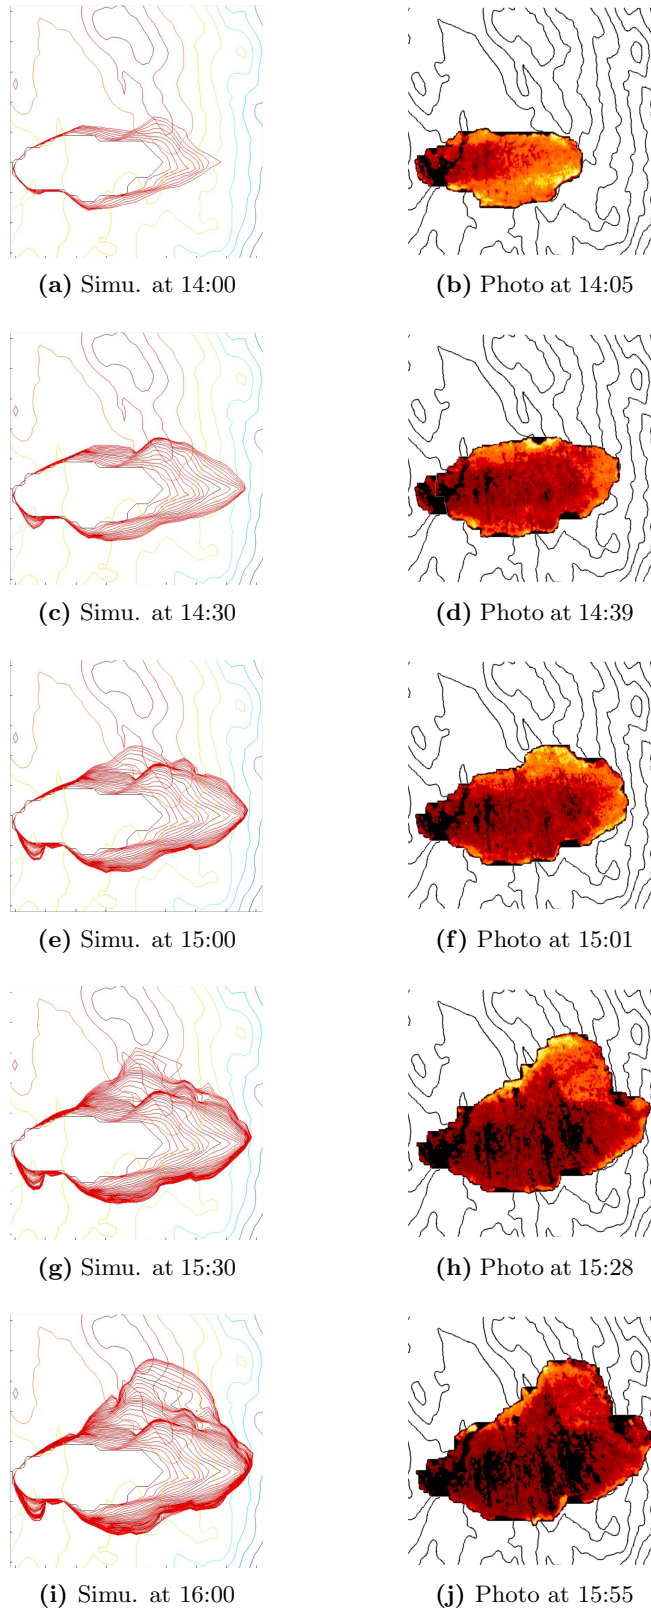 (a) Simu. at 14:00
(b) Photo at 14:05
(c) Simu. at 14:30
(d) Photo at 14:39
(e) Simu. at 15:00
(f) Photo at 15:01
(g) Simu. at 15:30
(h) Photo at 15:28
(i) Simu. at 16:00
(j) Photo at 15:55